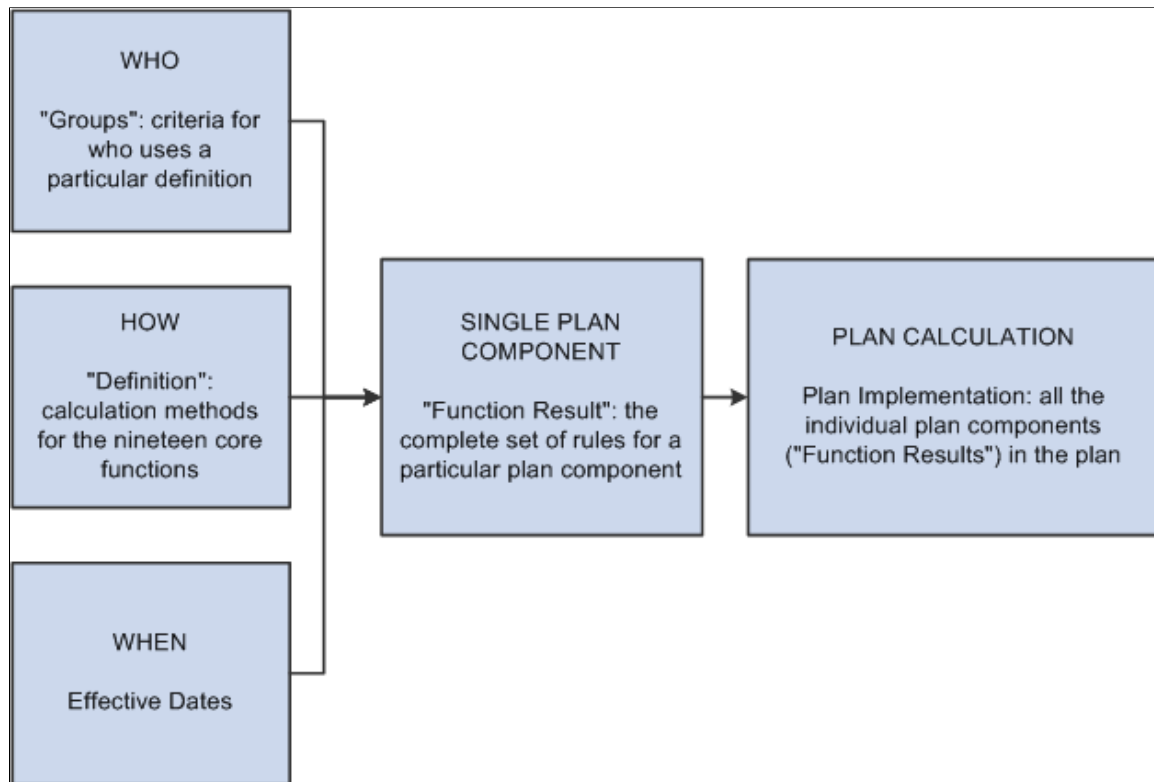 WHO
"Groups": criteria for
who uses a
particular definition
HOW
"Definition":
calculation methods
for the nineteen core
functions
WHEN
Effective Dates
SINGLE PLAN
COMPONENT
"Function Result": the
complete set of rules for a
particular plan component
PLAN CALCULATION
Plan Implementation: all the
individual plan components
("Function Results") in the plan